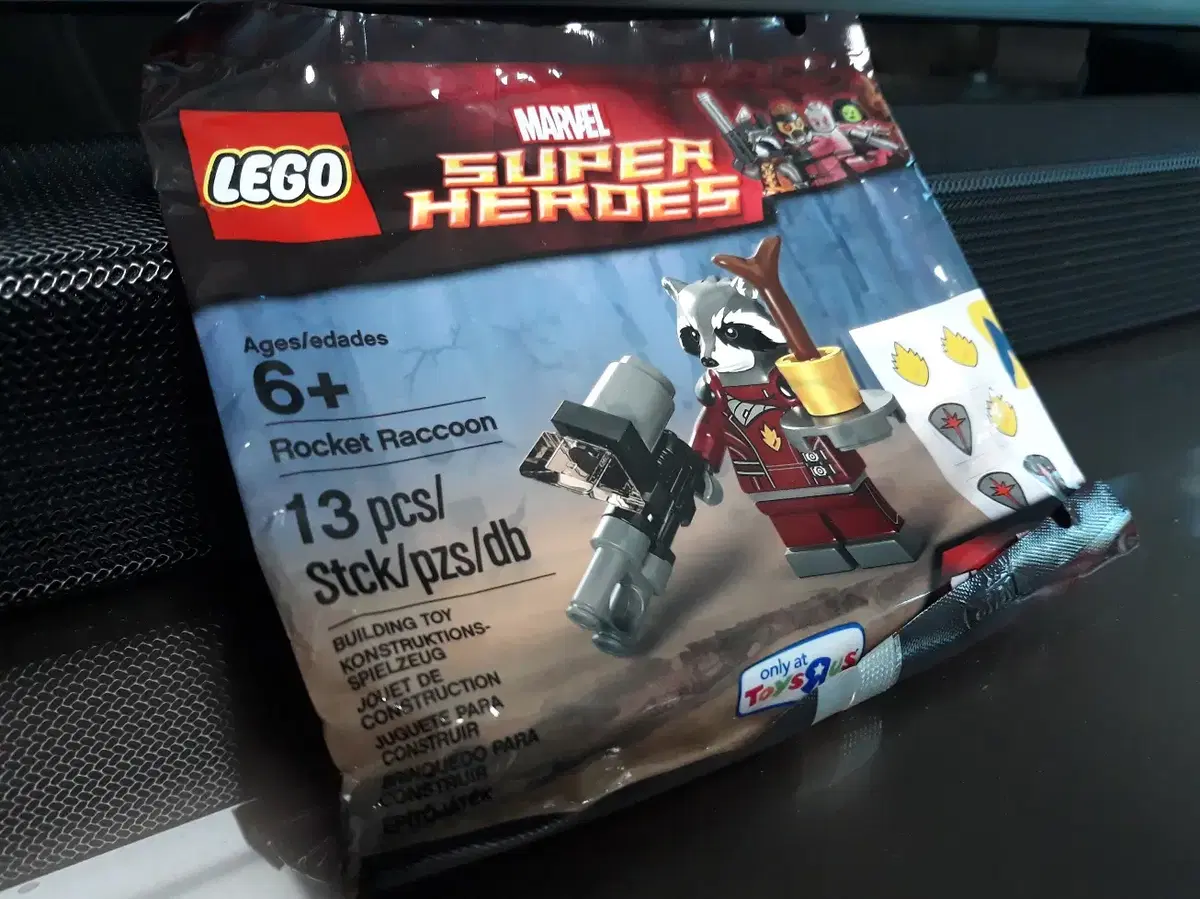 LEGO
MARVEL
SUPER
HEROES
Ages/edades
6+
Rocket Raccoon
13 pcs/
Stck/pzs/db
BUILDING TOY
KONSTRUKTIONS-
SPIELZEUG
JOUET DE
CONSTRUCTION
JUGUETE PARA
CONSTRUIR
BRINQUEDO PARA
CONSTRUIR
ÉPÍTŐJÁTÉK
only at
ToysRUs